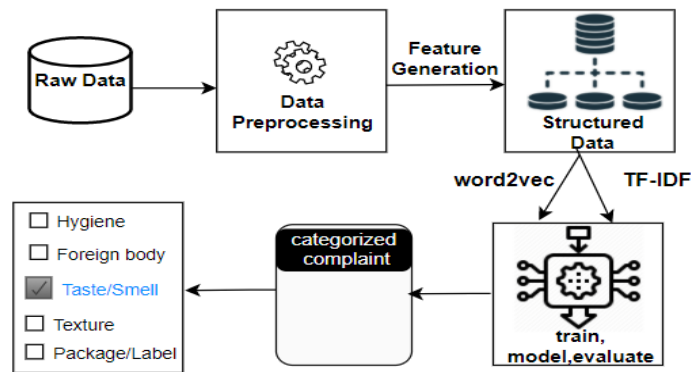 Raw Data
Data
Preprocessing
Feature
Generation
Structured
Data
word2vec
TF-IDF
train,
model,evaluate
categorized
complaint
Hygiene
Foreign body
Taste/Smell
Texture
Package/Label